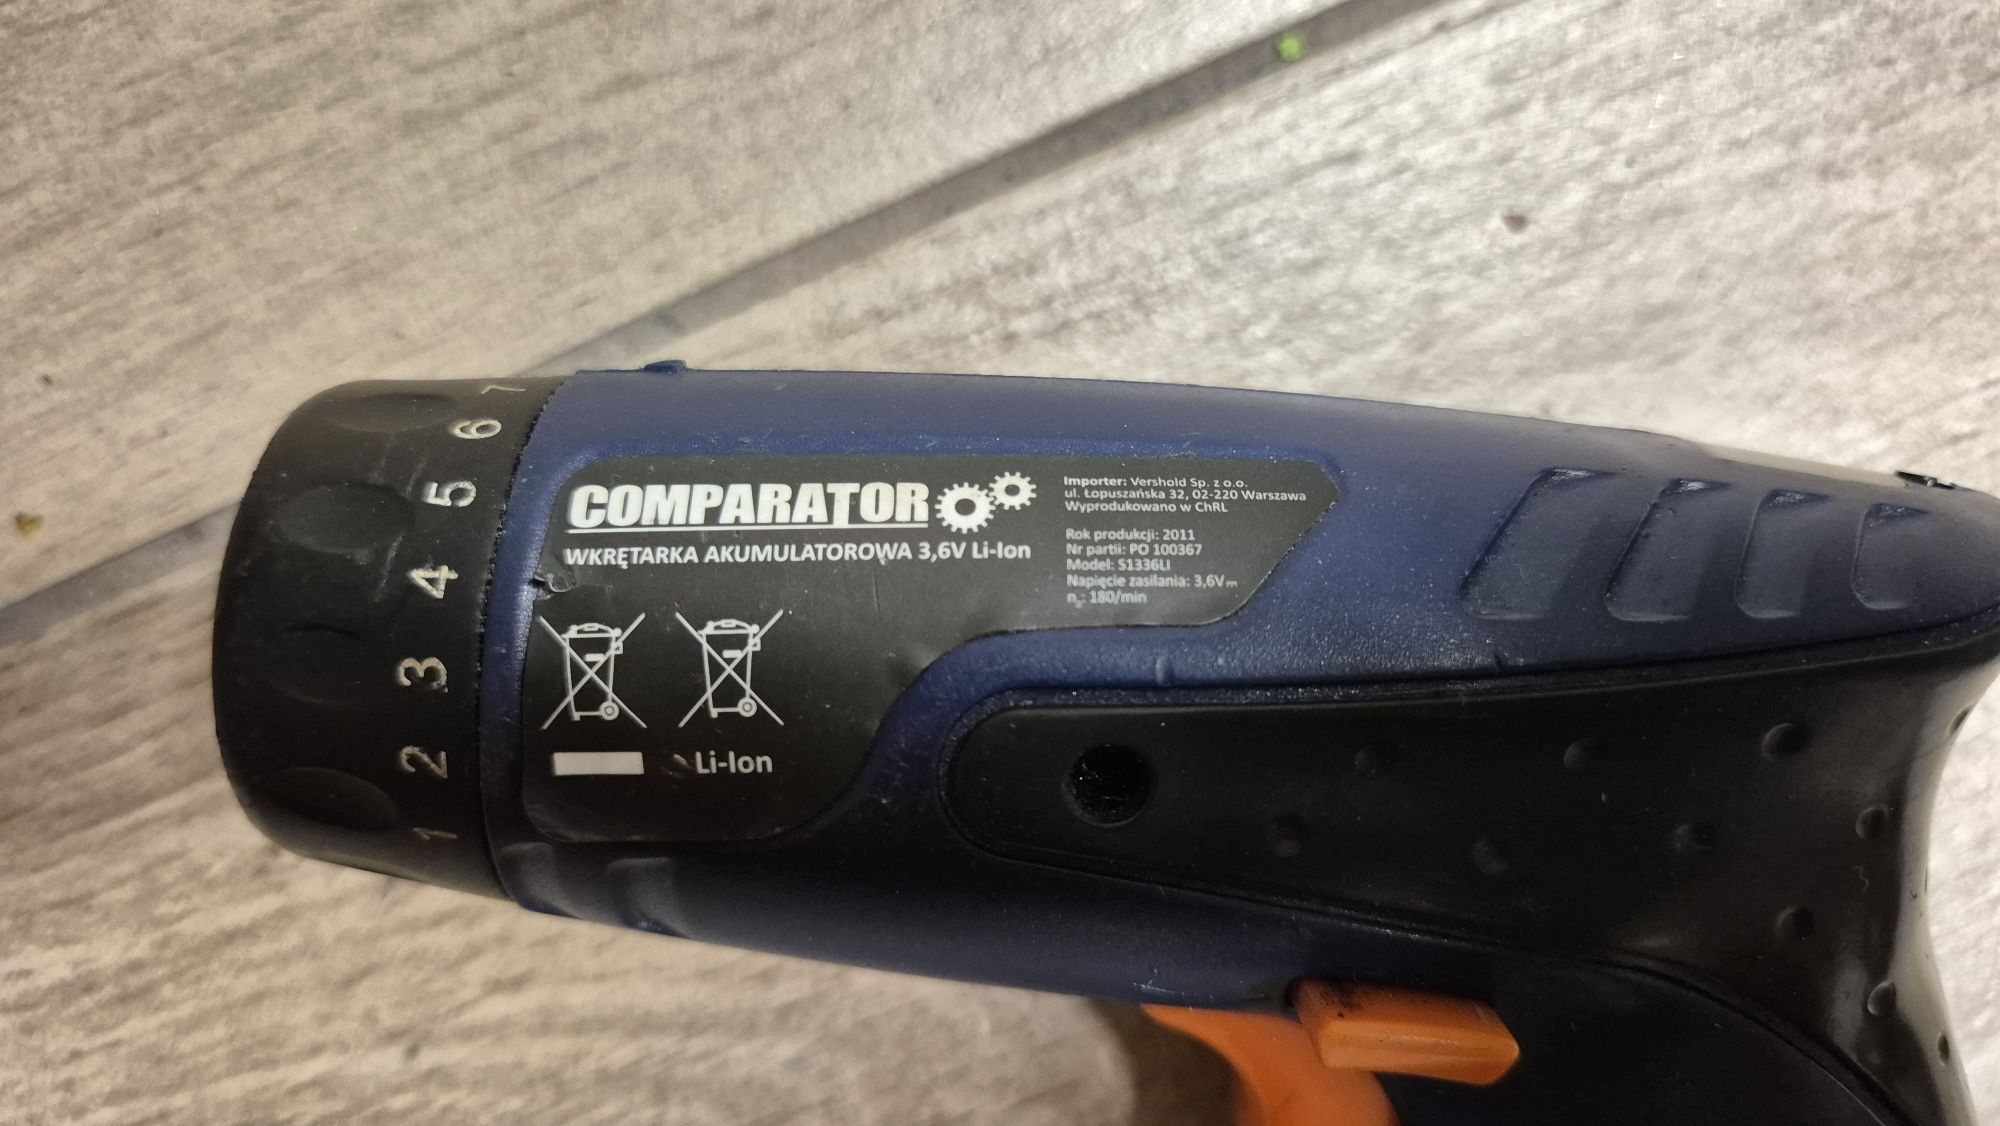 7
6
5
4
3
2
1
COMPARATOR
WKRĘTARKA AKUMULATOROWA 3,6V Li-Ion
Li-Ion
Importer: Vershold Sp. z o.o.
ul. Łopuszańska 32, 02-220 Warszawa
Wyprodukowano w ChRL
Rok produkcji: 2011
Nr partii: PO 100367
Model: S1336LI
Napięcie zasilania: 3,6V
n₀: 180/min